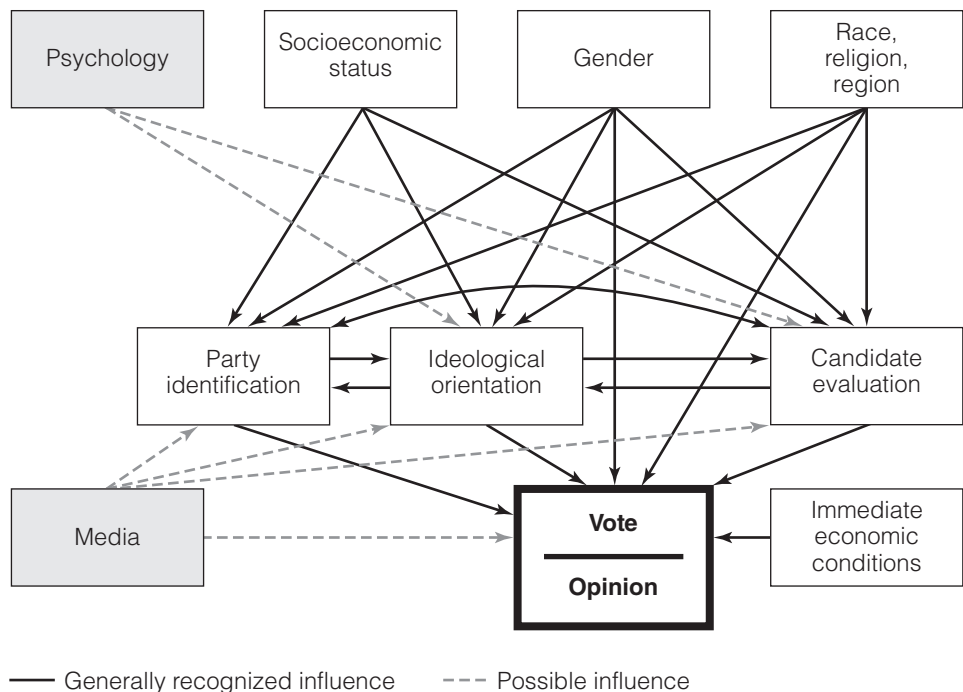 Psychology
Socioeconomic
status
Gender
Race,
religion,
region
Party
identification
Ideological
orientation
Candidate
evaluation
Media
Vote
Opinion
Immediate
economic
conditions
Generally recognized influence
Possible influence